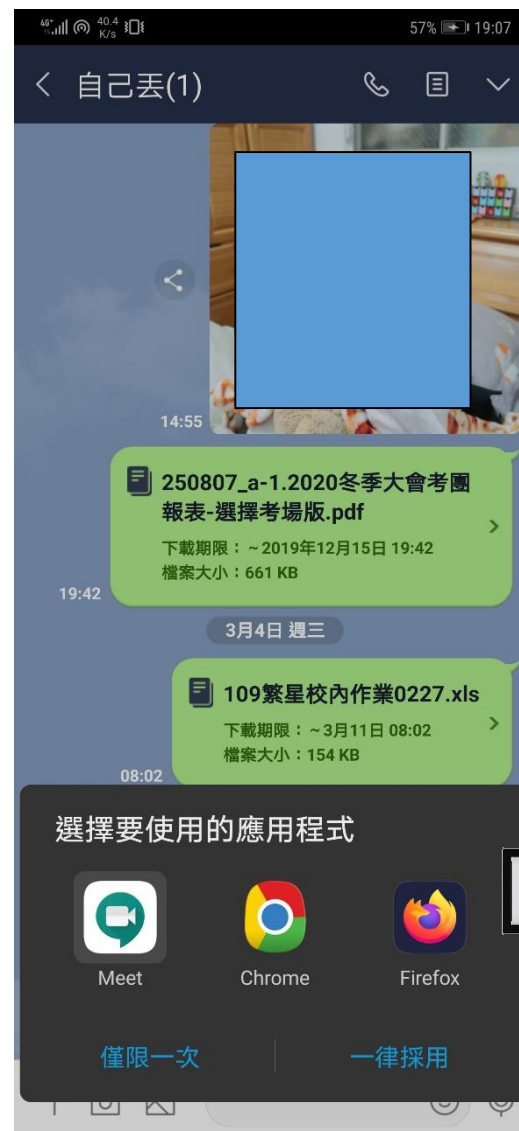 46+ 40.4 K/s 57% 19:07
自己丟(1)
14:55
250807_a-1.2020冬季大會考團
報表-選擇考場版.pdf
下載期限：~2019年12月15日 19:42
檔案大小：661 KB
19:42
3月4日 週三
109繁星校內作業0227.xls
下載期限：~3月11日 08:02
檔案大小：154 KB
08:02
選擇要使用的應用程式
Meet
Chrome
Firefox
僅限一次
一律採用